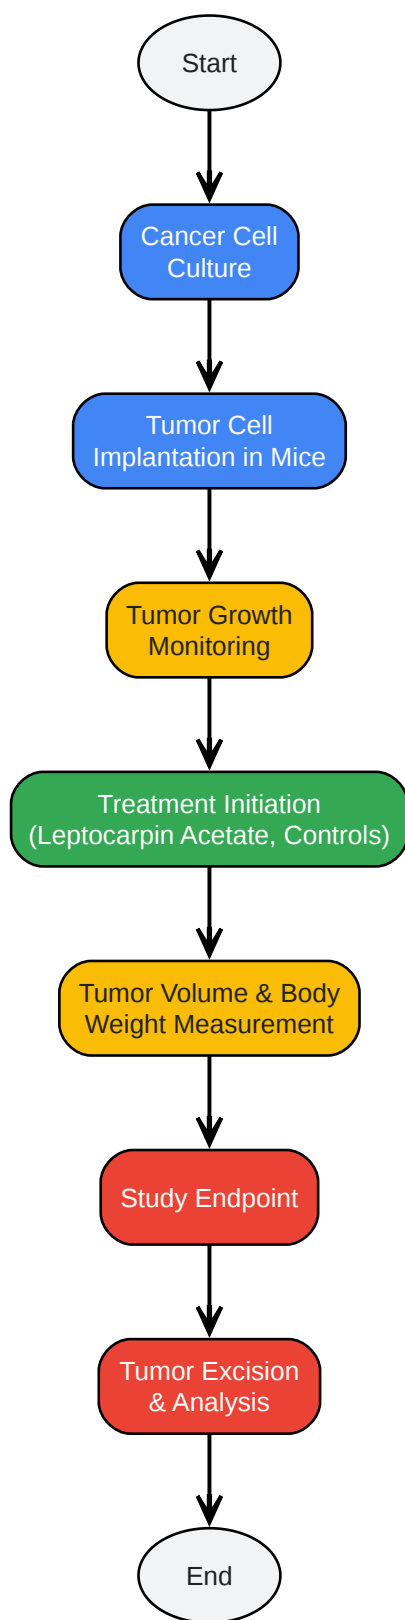 Start
Cancer Cell
Culture
Tumor Cell
Implantation in Mice
Tumor Growth
Monitoring
Treatment Initiation
(Leptocarpin Acetate, Controls)
Tumor Volume & Body
Weight Measurement
Study Endpoint
Tumor Excision
& Analysis
End